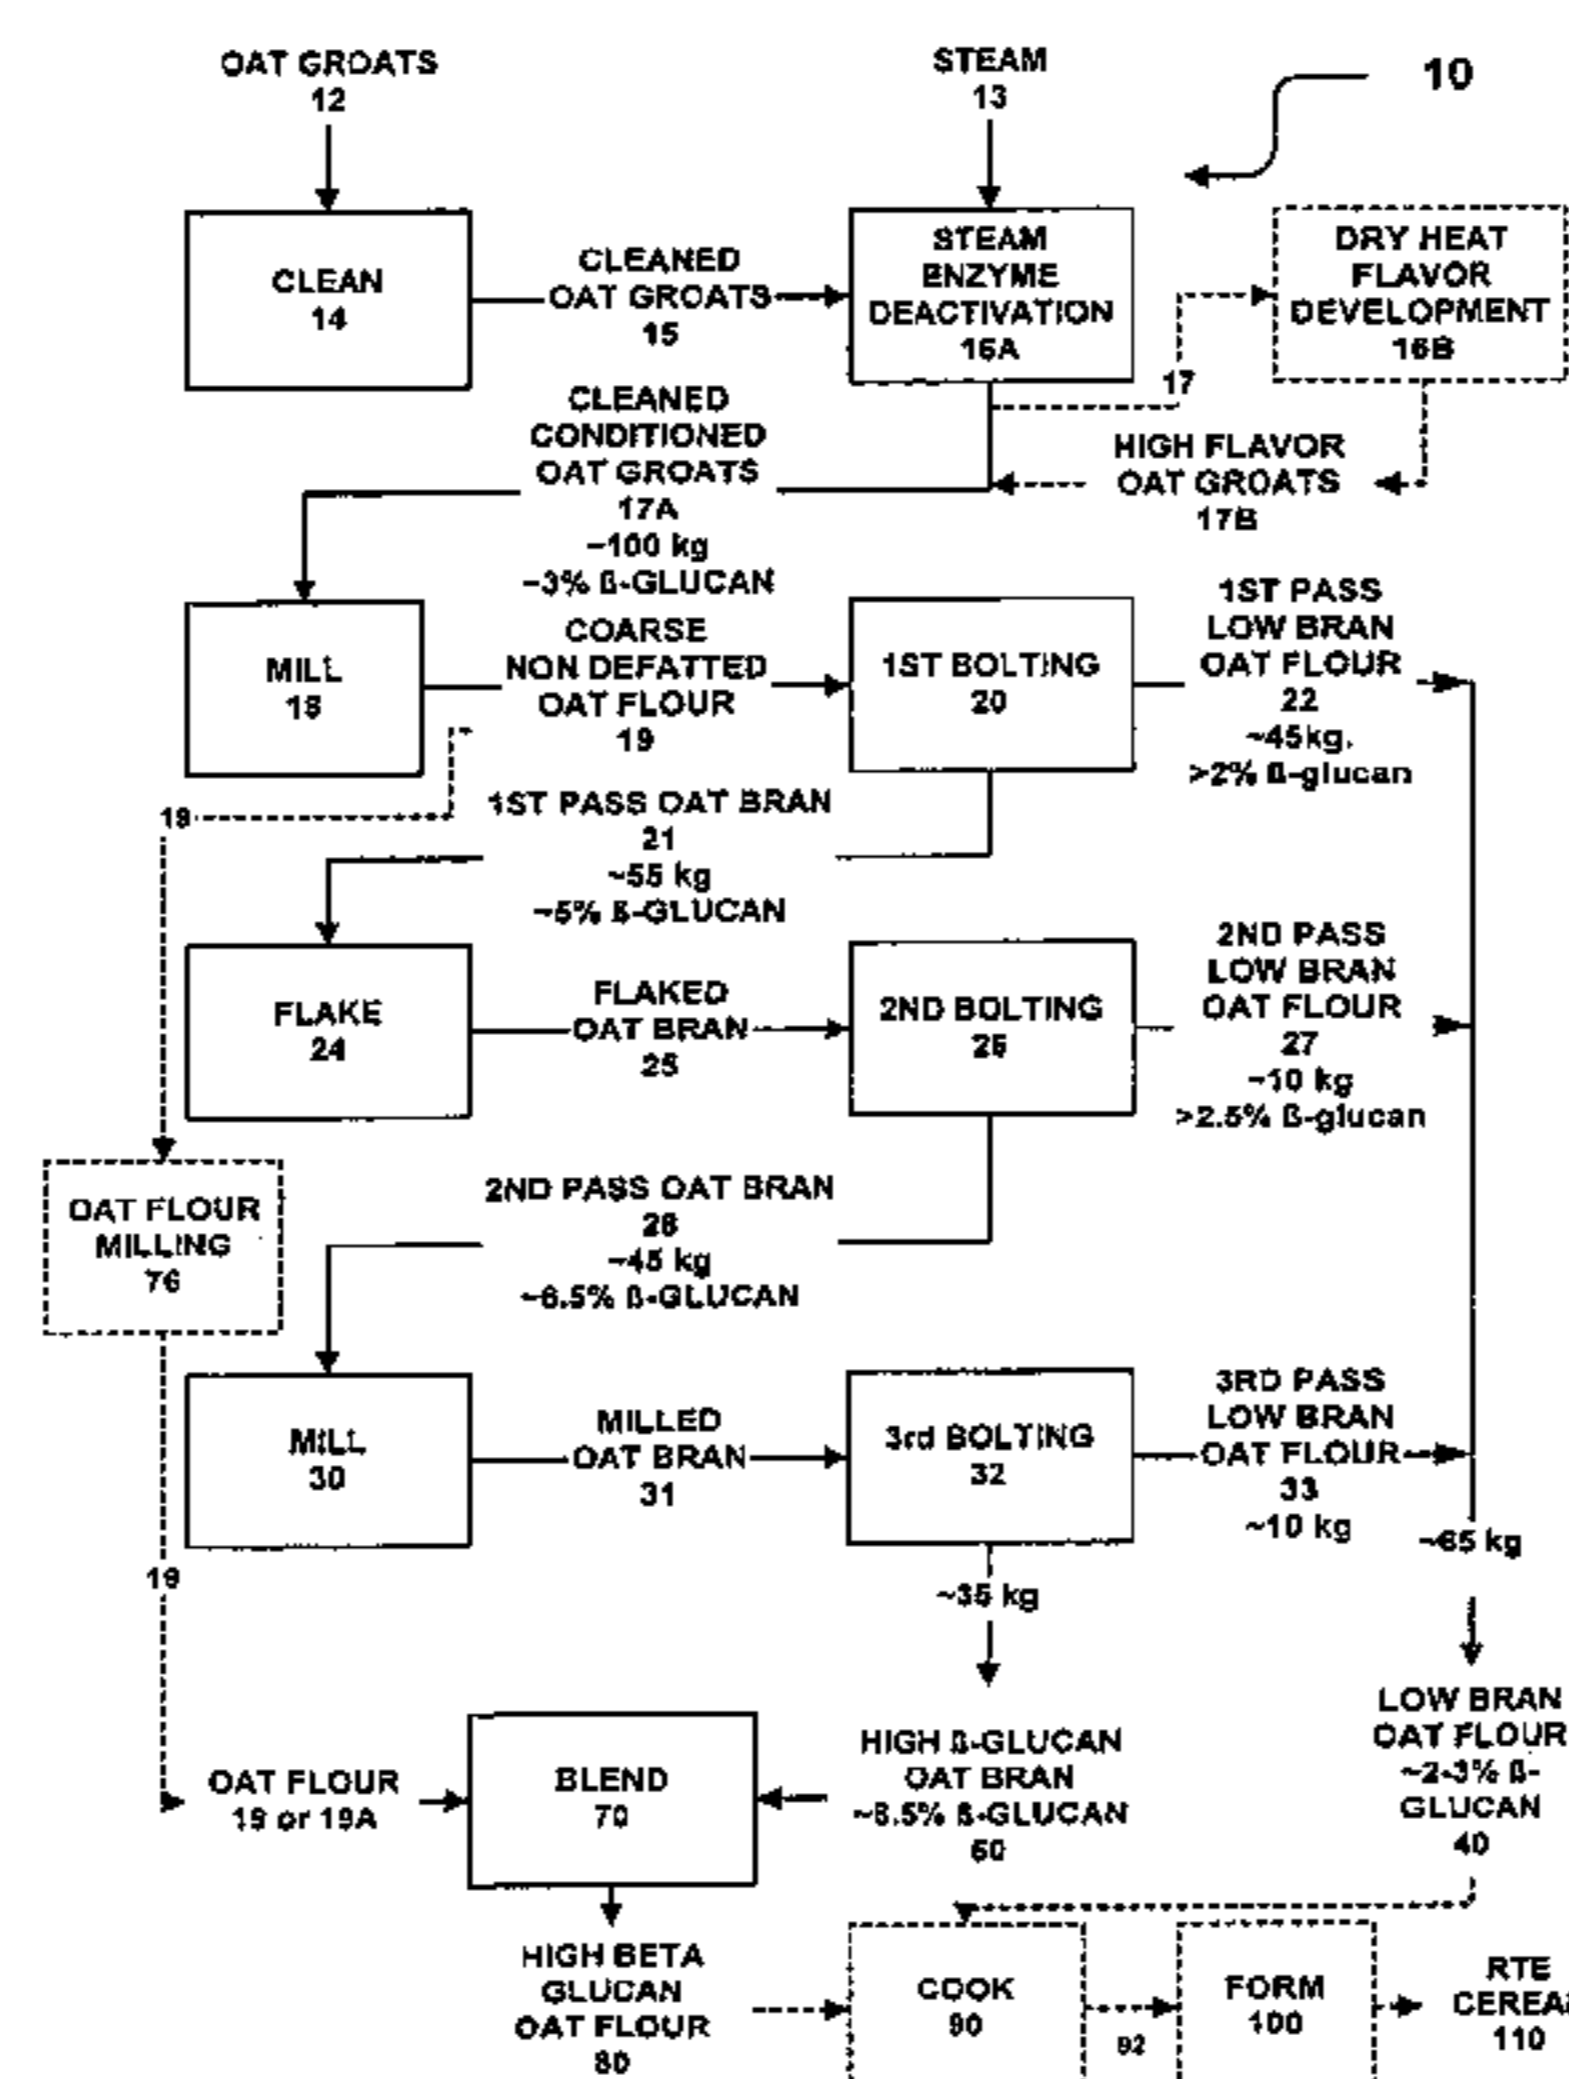 OAT GROATS
12
STEAM
13
10
CLEAN
14
CLEANED
OAT GROATS
15
STEAM
ENZYME
DEACTIVATION
16A
DRY HEAT
FLAVOR
DEVELOPMENT
16B
17
CLEANED
CONDITIONED
OAT GROATS
17A
~100 kg
~3% ß-GLUCAN
HIGH FLAVOR
OAT GROATS
17B
MILL
18
COARSE
NON DEFATTED
OAT FLOUR
19
1ST BOLTING
20
1ST PASS
LOW BRAN
OAT FLOUR
22
~45kg.
>2% ß-glucan
19
1ST PASS OAT BRAN
21
~55 kg
~5% ß-GLUCAN
FLAKE
24
FLAKED
OAT BRAN
25
2ND BOLTING
26
2ND PASS
LOW BRAN
OAT FLOUR
27
~10 kg
>2.5% ß-glucan
OAT FLOUR
MILLING
76
2ND PASS OAT BRAN
28
~45 kg
~6.5% ß-GLUCAN
MILL
30
MILLED
OAT BRAN
31
3rd BOLTING
32
3RD PASS
LOW BRAN
OAT FLOUR
33
~10 kg
~65 kg
19
~35 kg
OAT FLOUR
19 or 19A
BLEND
70
HIGH ß-GLUCAN
OAT BRAN
~8.5% ß-GLUCAN
60
LOW BRAN
OAT FLOUR
~2-3% ß-
GLUCAN
40
HIGH BETA
GLUCAN
OAT FLOUR
80
COOK
90
92
FORM
100
RTE
CEREAL
110